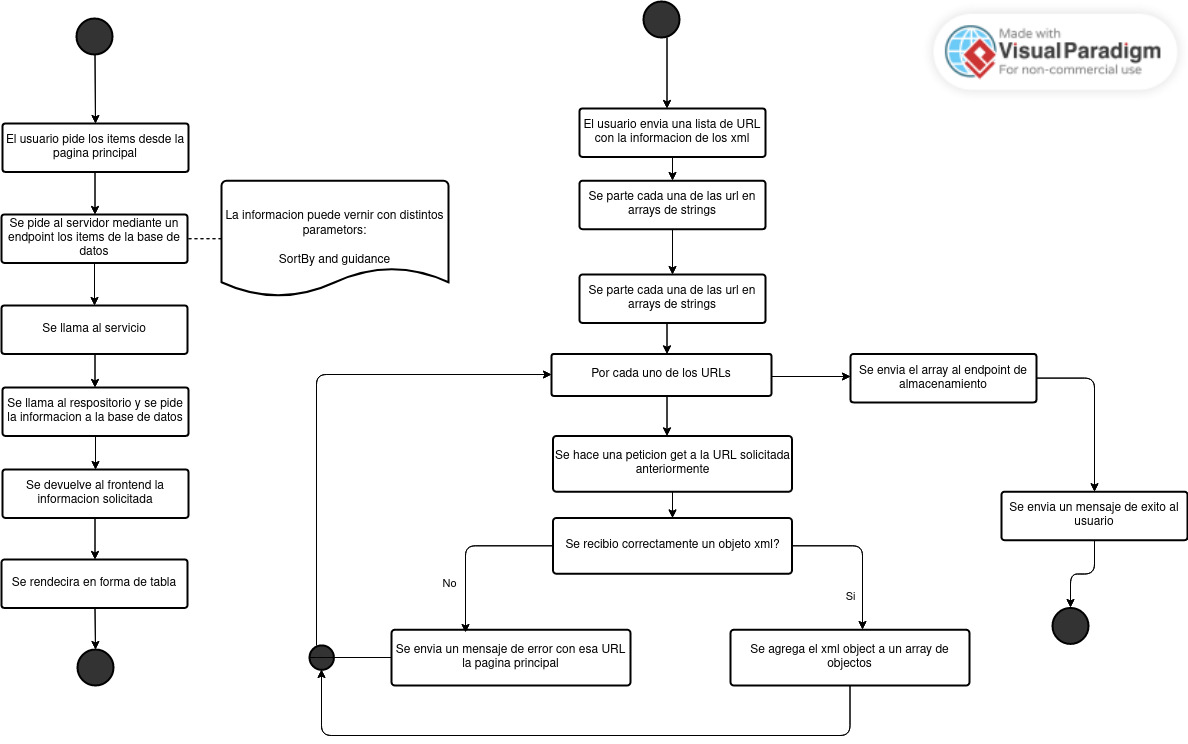 Made with
VisualParadigm
For non-commercial use
El usuario pide los items desde la
pagina principal
Se pide al servidor mediante un
endpoint los items de la base de
datos
La informacion puede vernir con distintos
parametors:
SortBy and guidance
Se llama al servicio
Se llama al respositorio y se pide
la informacion a la base de datos
Se devuelve al frontend la
informacion solicitada
Se rendecira en forma de tabla
El usuario envia una lista de URL
con la informacion de los xml
Se parte cada una de las url en
arrays de strings
Se parte cada una de las url en
arrays de strings
Por cada uno de los URLs
Se envia el array al endpoint de
almacenamiento
Se hace una peticion get a la URL solicitada
anteriormente
Se envia un mensaje de exito al
usuario
Se recibio correctamente un objeto xml?
No
Si
Se envia un mensaje de error con esa URL
la pagina principal
Se agrega el xml object a un array de
objectos